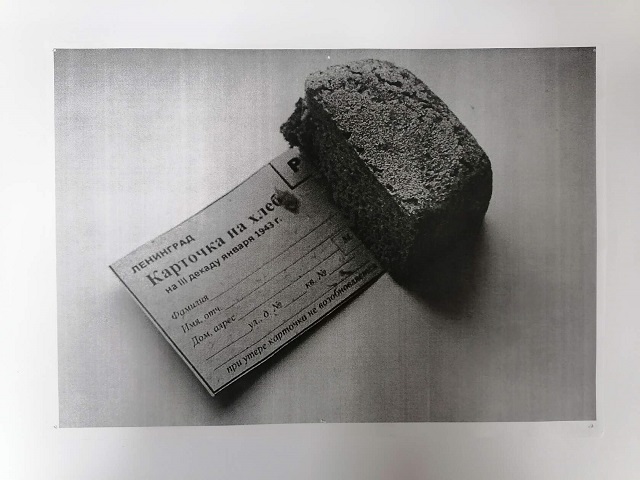 Р
ЛЕНИНГРАД
Карточка на хлеб
на III декаду января 1943 г.
Фамилия
Имя, отч.
Дом, адрес
ул., д. № кв. №
при утере карточка не возобновляется